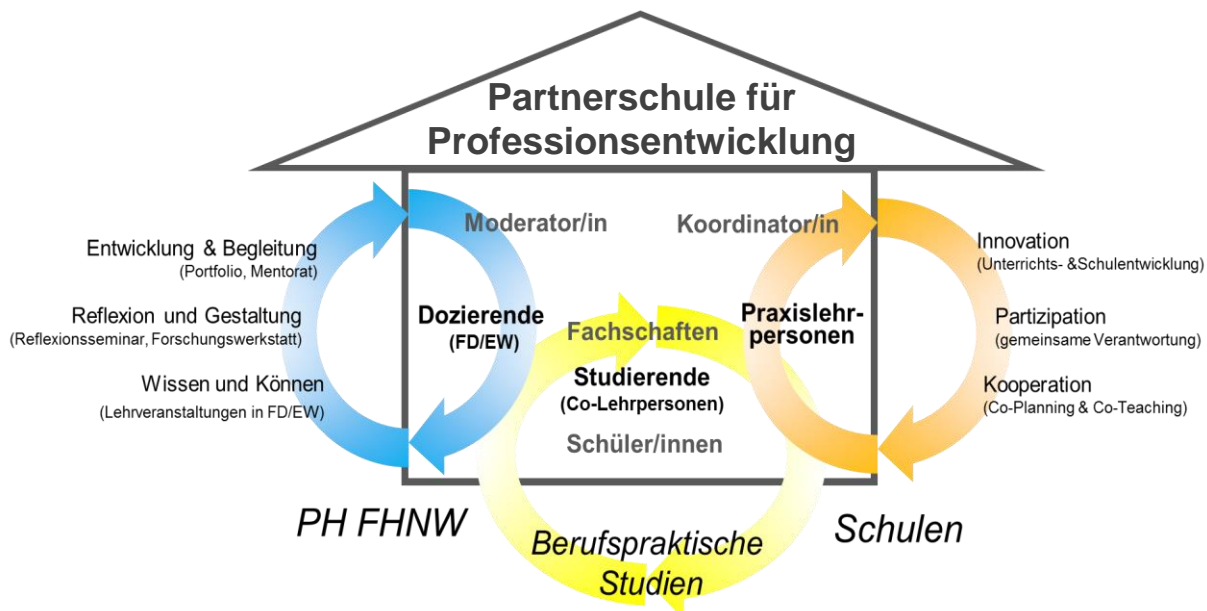 Partnerschule für
Professionsentwicklung
Moderator/in
Koordinator/in
Entwicklung & Begleitung
(Portfolio, Mentorat)
Reflexion und Gestaltung
(Reflexionsseminar, Forschungswerkstatt)
Wissen und Können
(Lehrveranstaltungen in FD/EW)
Dozierende
(FD/EW)
Fachschaften
Studierende
(Co-Lehrpersonen)
Schüler/innen
Praxislehr-
personen
Innovation
(Unterrichts- &Schulentwicklung)
Partizipation
(gemeinsame Verantwortung)
Kooperation
(Co-Planning & Co-Teaching)
PH FHNW
Berufspraktische
Studien
Schulen